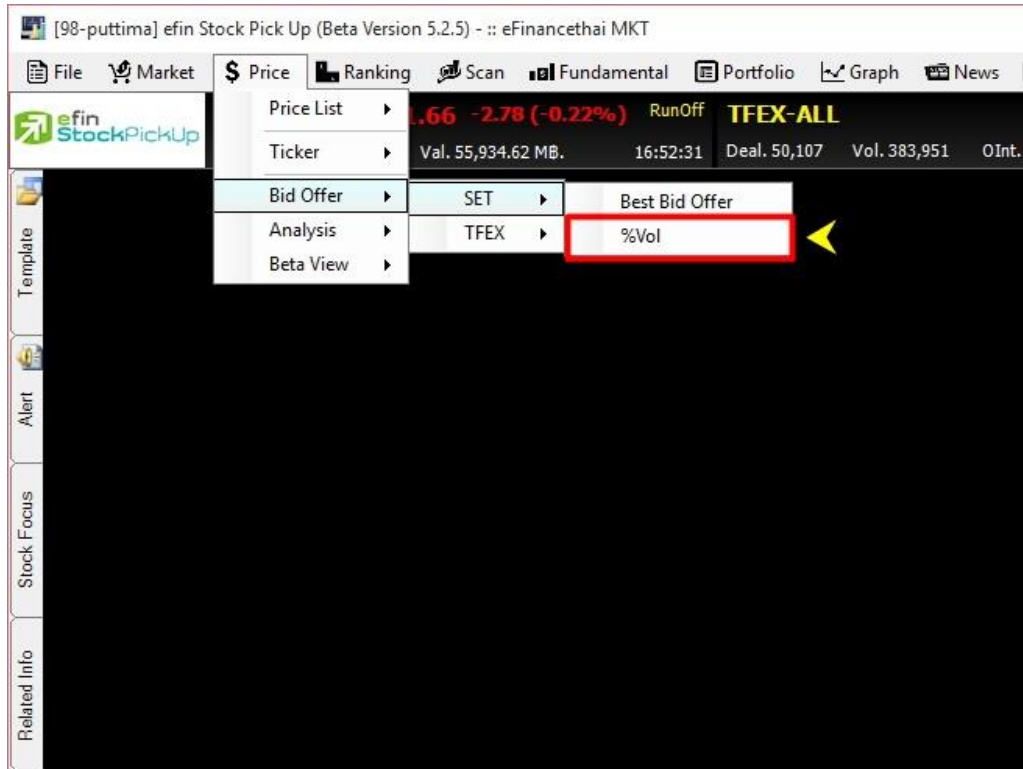 [98-puttima] efin Stock Pick Up (Beta Version 5.2.5) - :: eFinancethai MKT
File Market $ Price Ranking Scan Fundamental Portfolio Graph News
efin
StockPickUp
.66 -2.78 (-0.22%) RunOff TFEX-ALL
Val. 55,934.62 MB. 16:52:31 Deal. 50,107 Vol. 383,951 OInt.
Price List
Ticker
Bid Offer
Analysis
Beta View
SET
TFEX
Best Bid Offer
%Vol
Template
Alert
Stock Focus
Related Info